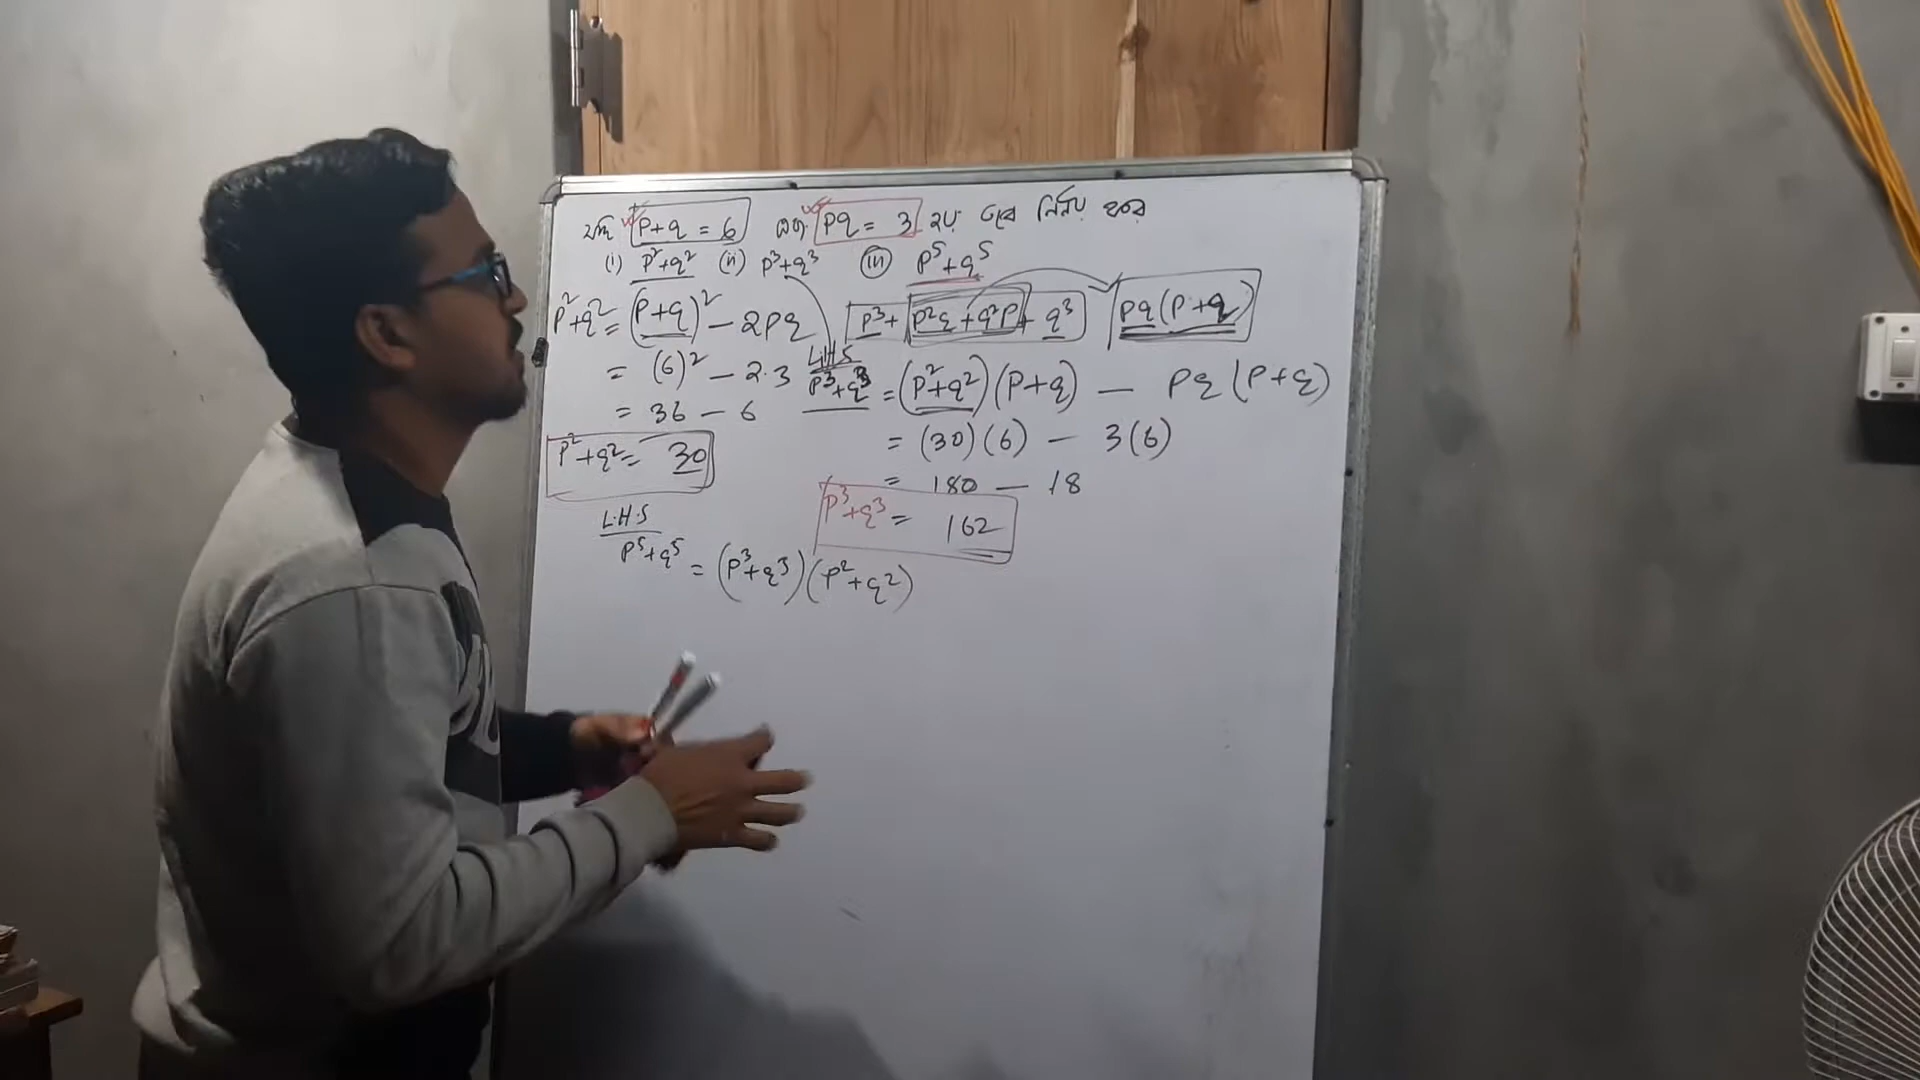 যদি p+q = 6 এবং pq = 3 হয় তবে নির্ণয় করো
(i) p²+q² (ii) p³+q³ (iii) p⁵+q⁵
p²+q² = (p+q)² – 2pq
= (6)² – 2·3
= 36 – 6
p²+q² = 30
p³+ p²q+q²p + q³ pq(p+q)
L.H.S
p³+q³ = (p²+q²)(p+q) – pq(p+q)
= (30)(6) – 3(6)
= 180 – 18
p³+q³ = 162
L.H.S
p⁵+q⁵ = (p³+q³)(p²+q²)